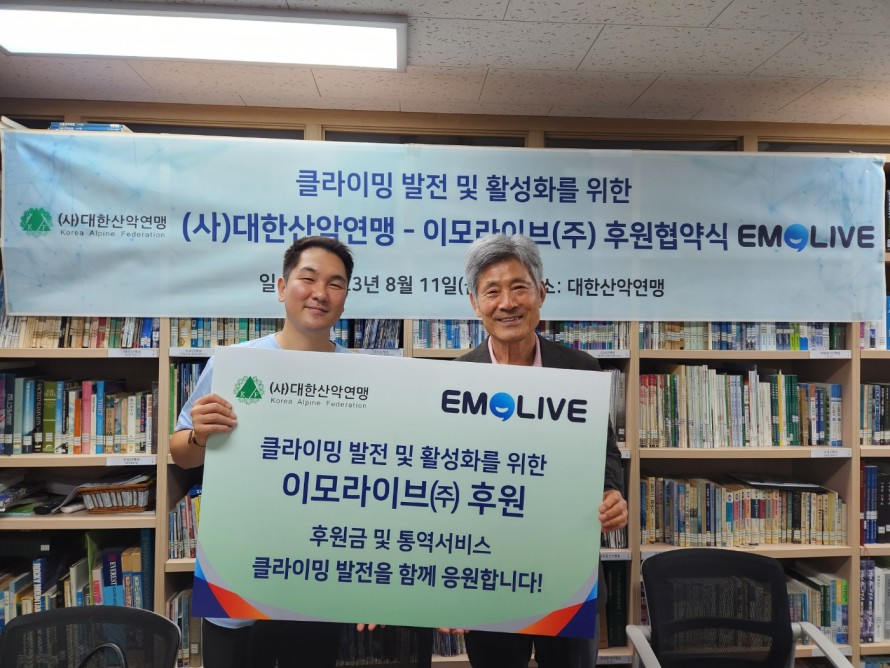 클라이밍 발전 및 활성화를 위한
(사)대한산악연맹
Korea Alpine Federation
(사)대한산악연맹 - 이모라이브(주) 후원협약식
EMOLIVE
3년 8월 11일(
: 대한산악연맹
(사)대한산악연맹
Korea Alpine Federation
EMOLIVE
클라이밍 발전 및 활성화를 위한
이모라이브㈜ 후원
후원금 및 통역서비스
클라이밍 발전을 함께 응원합니다!
EVEREST